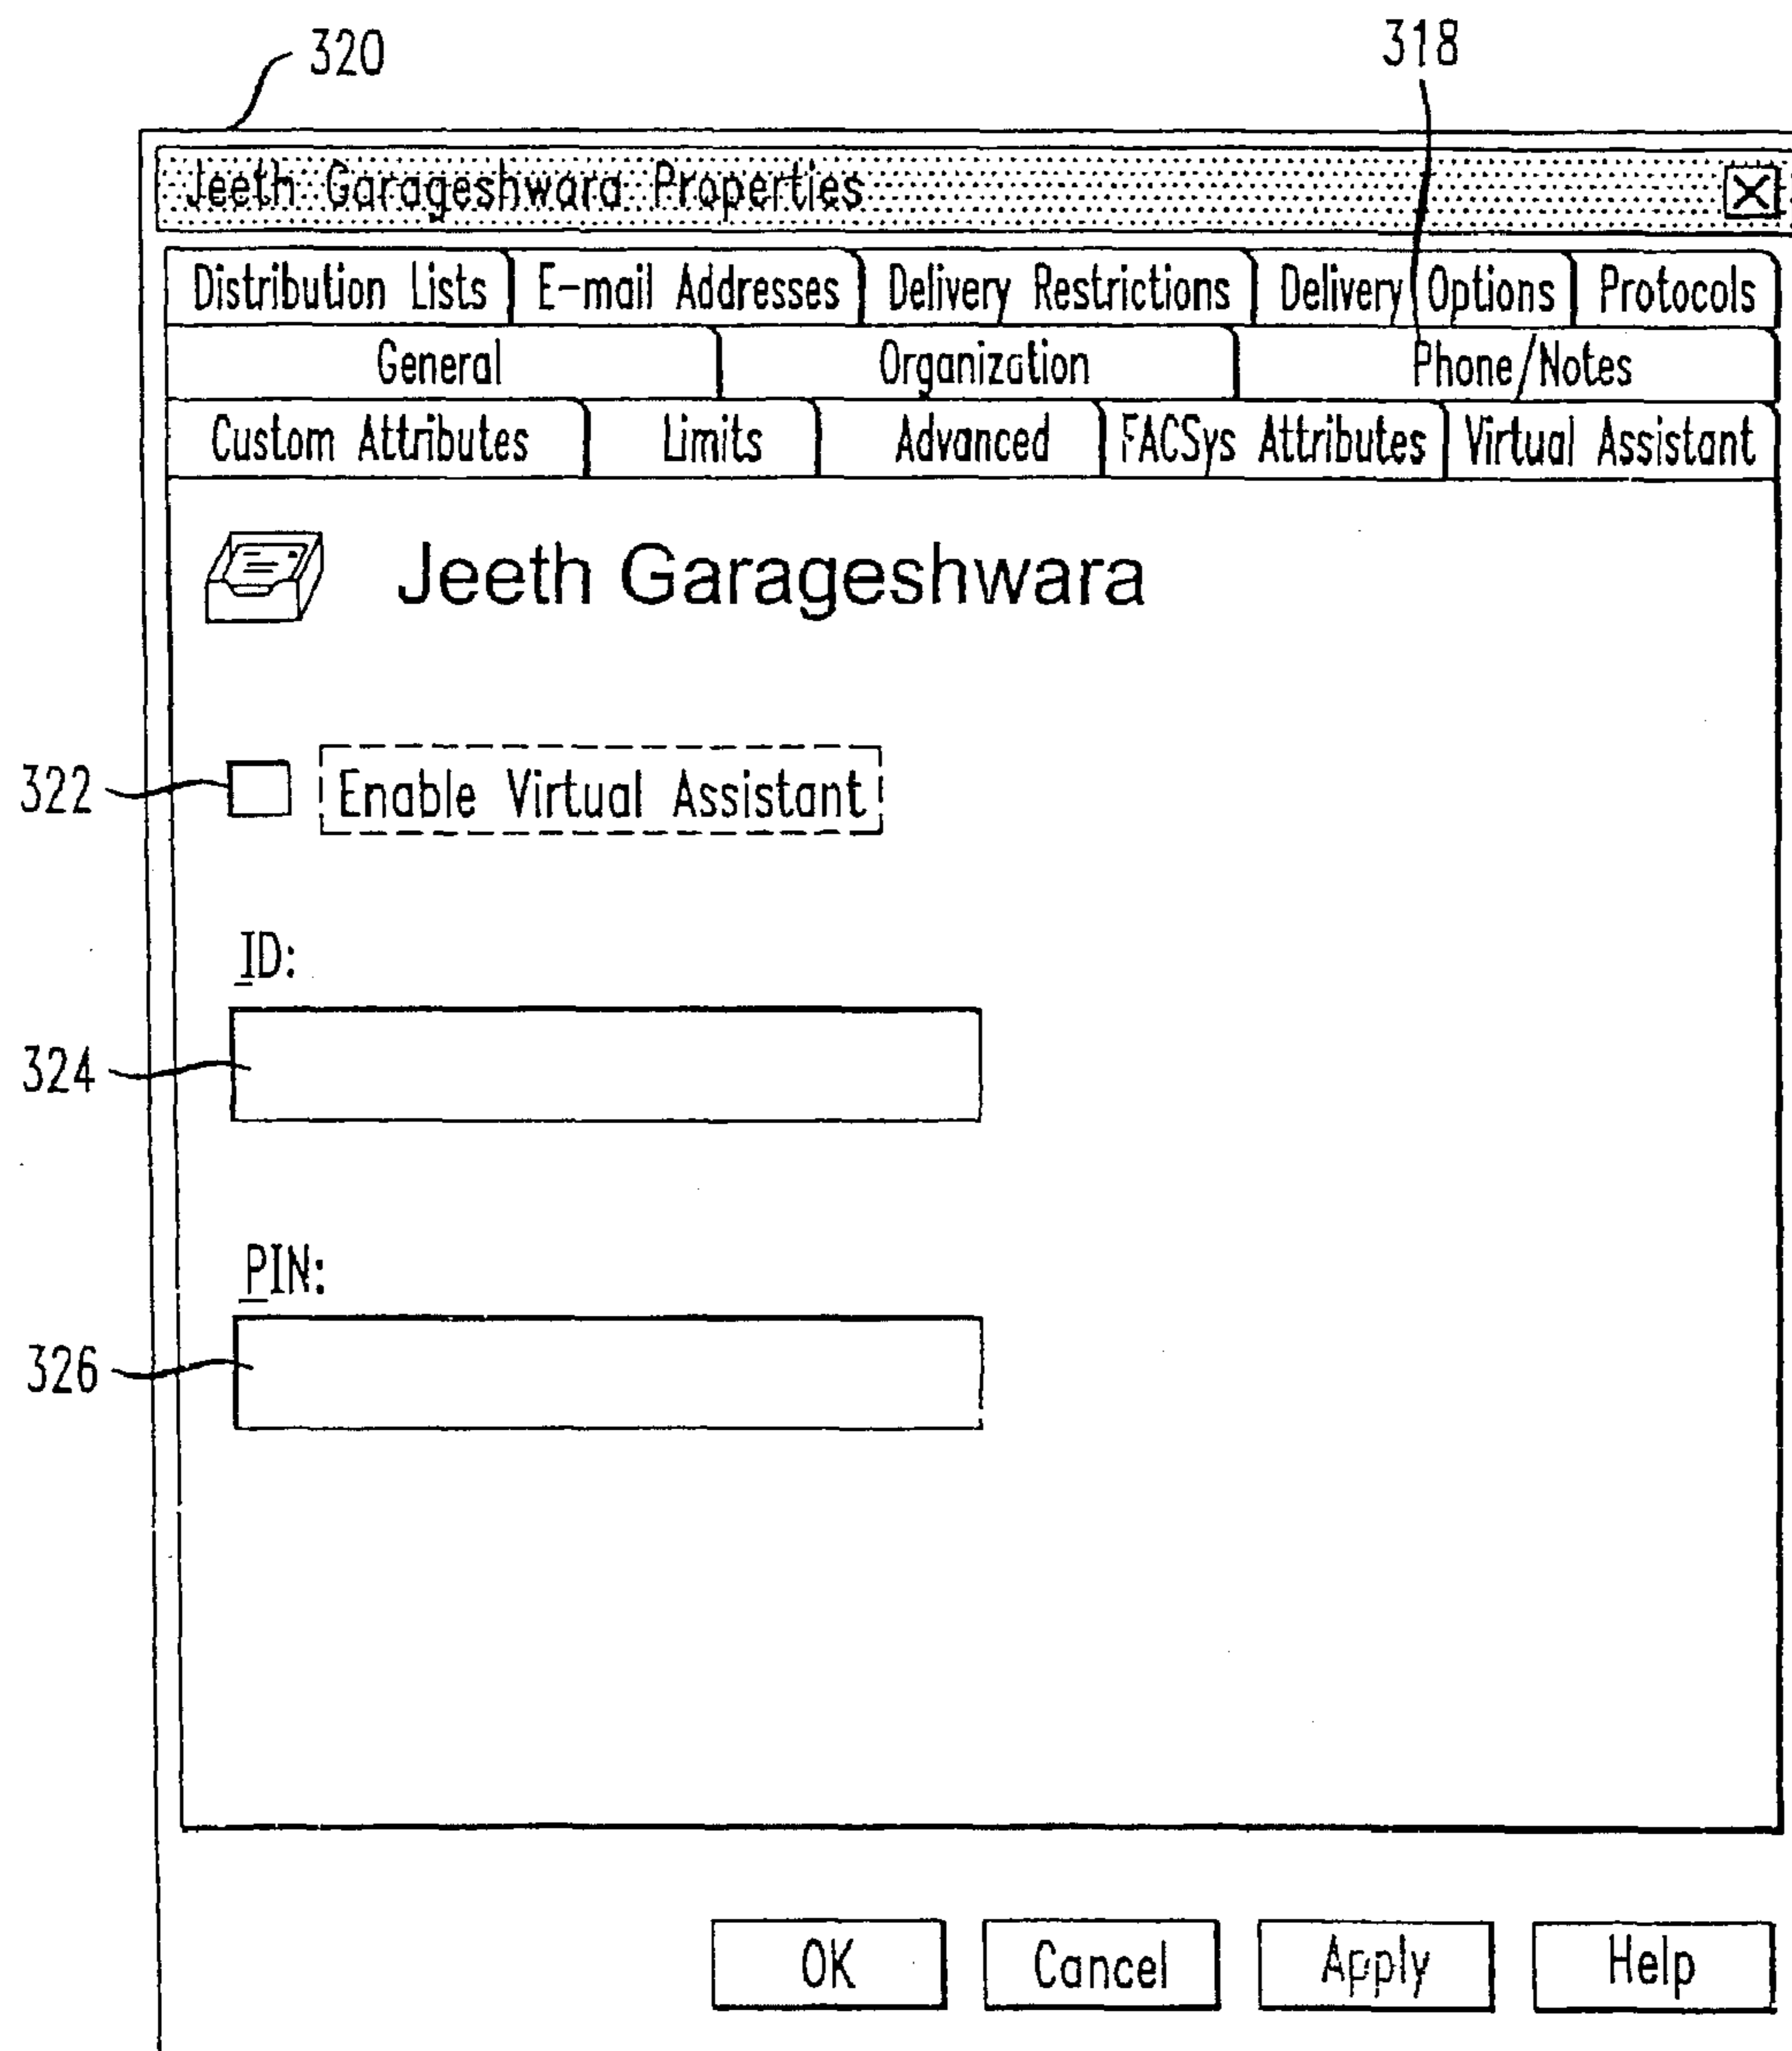 320
318
Jeeth Garageshwara Properties
Distribution Lists E-mail Addresses Delivery Restrictions Delivery Options Protocols
General Organization Phone/Notes
Custom Attributes Limits Advanced FACSys Attributes Virtual Assistant
Jeeth Garageshwara
322 Enable Virtual Assistant
ID:
324
PIN:
326
OK Cancel Apply Help